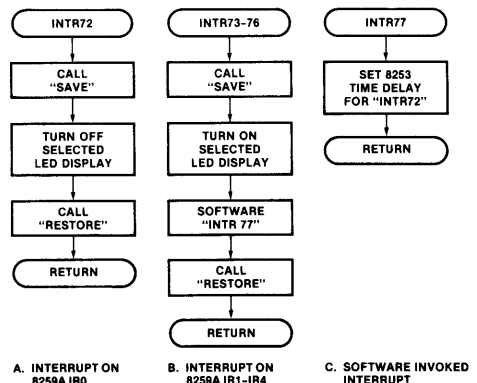 INTR72
CALL
"SAVE"
TURN OFF
SELECTED
LED DISPLAY
CALL
"RESTORE"
RETURN
A. INTERRUPT ON
8259A IR0
INTR73-76
CALL
"SAVE"
TURN ON
SELECTED
LED DISPLAY
SOFTWARE
"INTR 77"
CALL
"RESTORE"
RETURN
B. INTERRUPT ON
8259A IR1-IR4
INTR77
SET 8253
TIME DELAY
FOR "INTR72"
RETURN
C. SOFTWARE INVOKED
INTERRUPT